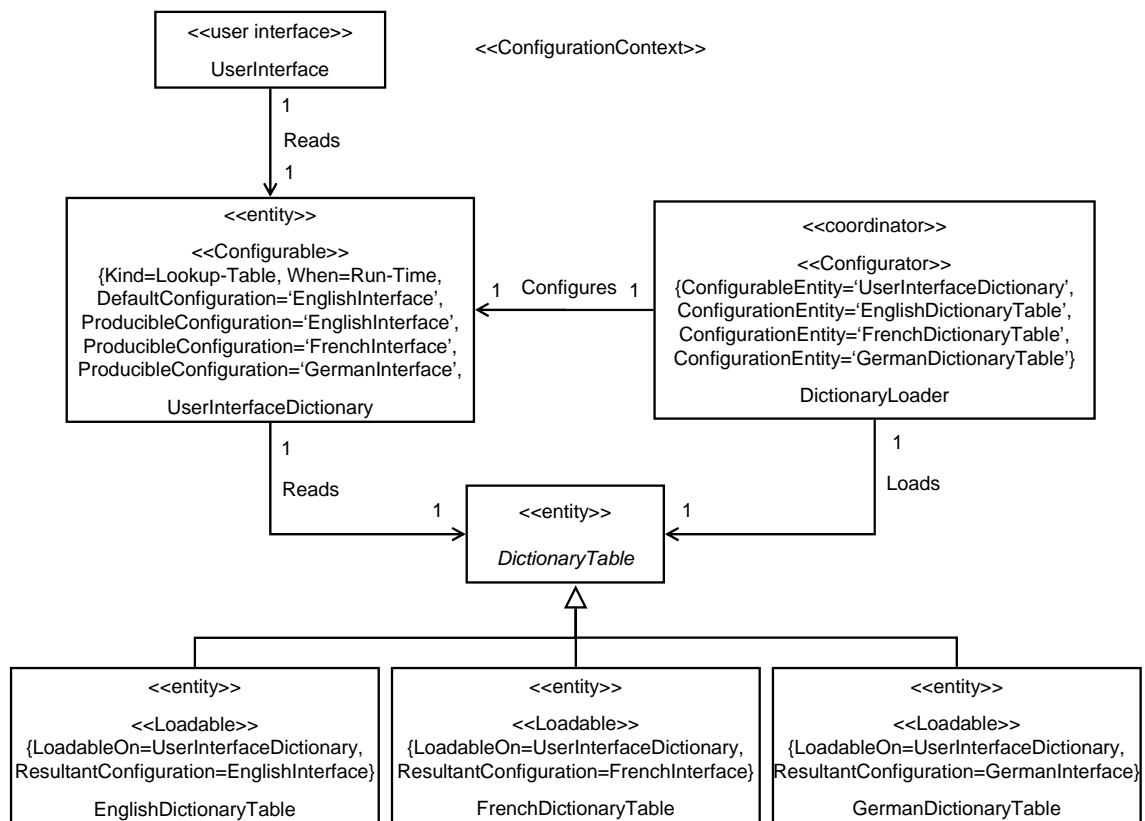 <<user interface>>
UserInterface
<<ConfigurationContext>>
1
Reads
1
<<entity>>
<<Configurable>>
{Kind=Lookup-Table, When=Run-Time,
DefaultConfiguration=‘EnglishInterface’,
ProducibleConfiguration=‘EnglishInterface’,
ProducibleConfiguration=‘FrenchInterface’,
ProducibleConfiguration=‘GermanInterface’,
UserInterfaceDictionary
1 Configures 1
<<coordinator>>
<<Configurator>>
{ConfigurableEntity=‘UserInterfaceDictionary’,
ConfigurationEntity=‘EnglishDictionaryTable’,
ConfigurationEntity=‘FrenchDictionaryTable’,
ConfigurationEntity=‘GermanDictionaryTable’}
DictionaryLoader
1
Reads
1
1
Loads
1
<<entity>>
DictionaryTable
<<entity>>
<<Loadable>>
{LoadableOn=UserInterfaceDictionary,
ResultantConfiguration=EnglishInterface}
EnglishDictionaryTable
<<entity>>
<<Loadable>>
{LoadableOn=UserInterfaceDictionary,
ResultantConfiguration=FrenchInterface}
FrenchDictionaryTable
<<entity>>
<<Loadable>>
{LoadableOn=UserInterfaceDictionary,
ResultantConfiguration=GermanInterface}
GermanDictionaryTable